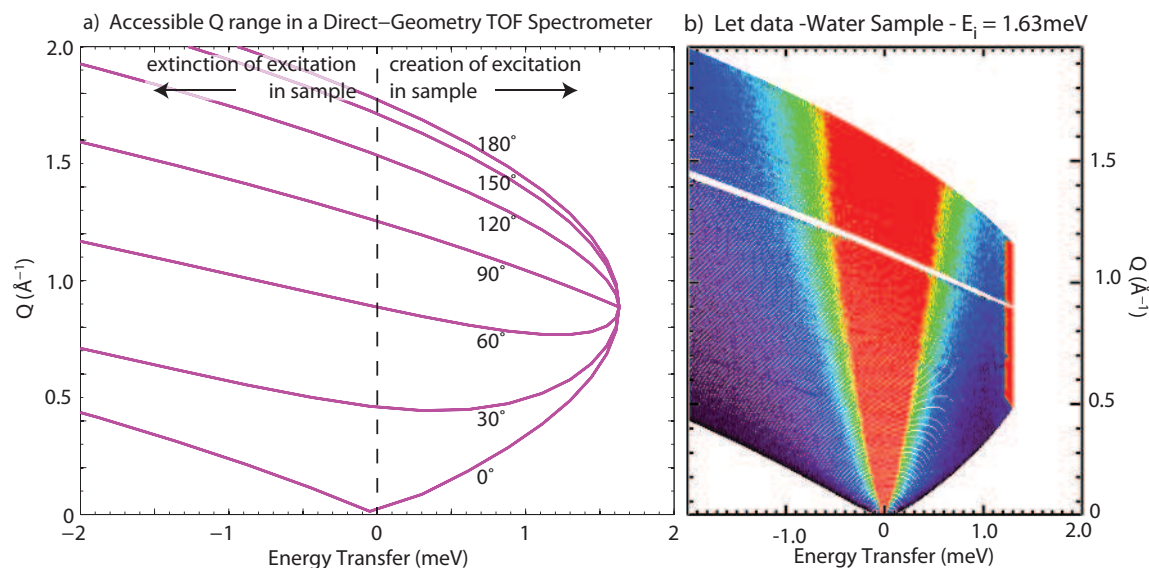 a) Accessible Q range in a Direct−Geometry TOF Spectrometer
2.0
1.5
1.0
0.5
0
Q (Å⁻¹)
extinction of excitation
in sample
creation of excitation
in sample
180°
150°
120°
90°
60°
30°
0°
−2
−1
0
1
2
Energy Transfer (meV)
b) Let data -Water Sample - Eᵢ = 1.63meV
1.5
1.0
0.5
0
Q (Å⁻¹)
-1.0
0
1.0
2.0
Energy Transfer (meV)